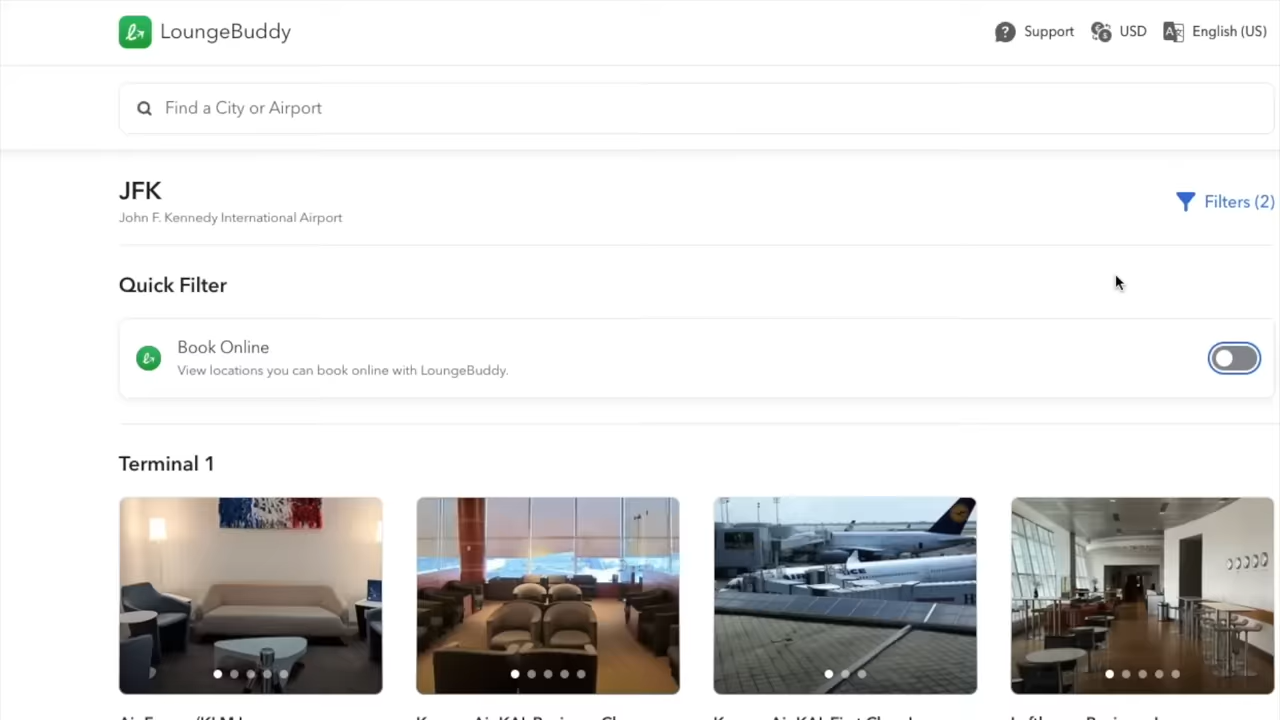 LoungeBuddy
Support
USD
English (US)
Find a City or Airport
JFK
John F. Kennedy International Airport
Filters (2)
Quick Filter
Book Online
View locations you can book online with LoungeBuddy.
Terminal 1